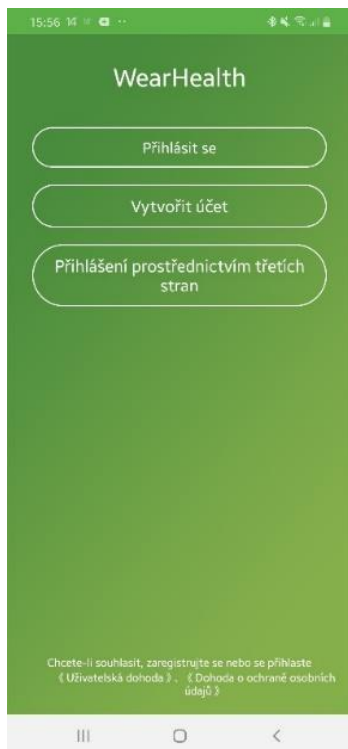 15:56
WearHealth
Přihlásit se
Vytvořit účet
Přihlášení prostřednictvím třetích
stran
Chcete-li souhlasit, zaregistrujte se nebo se přihlaste
《 Uživatelská dohoda 》、《 Dohoda o ochraně osobních
údajů 》